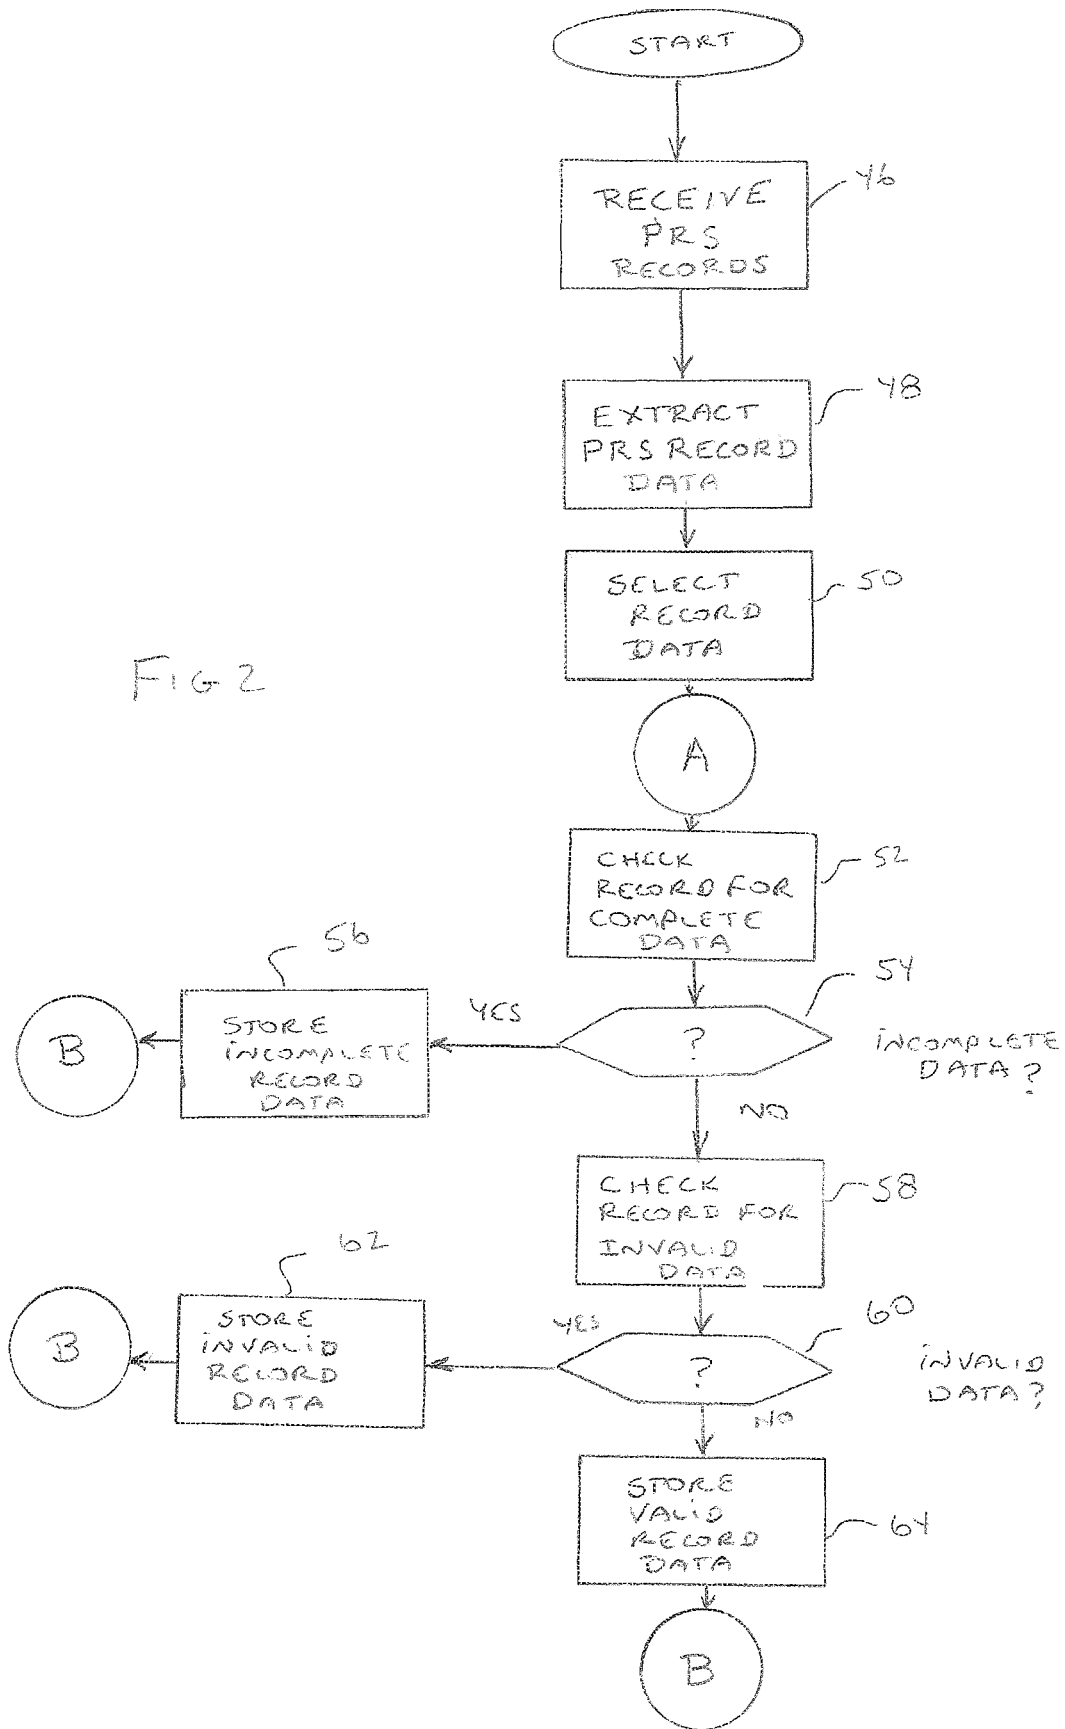 START
RECEIVE
PRS
RECORDS
46
EXTRACT
PRS RECORD
DATA
48
SELECT
RECORD
DATA
50
FIG 2
A
CHECK
RECORD FOR
COMPLETE
DATA
52
56
54
B
STORE
INCOMPLETE
RECORD
DATA
YES
?
INCOMPLETE
DATA?
NO
CHECK
RECORD FOR
INVALID
DATA
58
62
60
B
STORE
INVALID
RECORD
DATA
YES
?
INVALID
DATA?
NO
STORE
VALID
RECORD
DATA
64
B